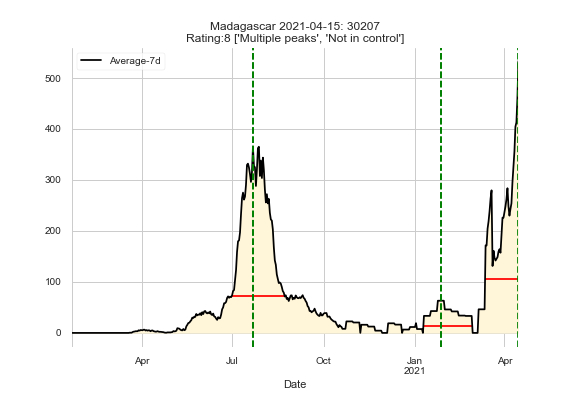 Madagascar 2021-04-15: 30207
Rating:8 ['Multiple peaks', 'Not in control']
Average-7d
500
400
300
200
100
0
Apr
Jul
Oct
Jan
2021
Apr
Date